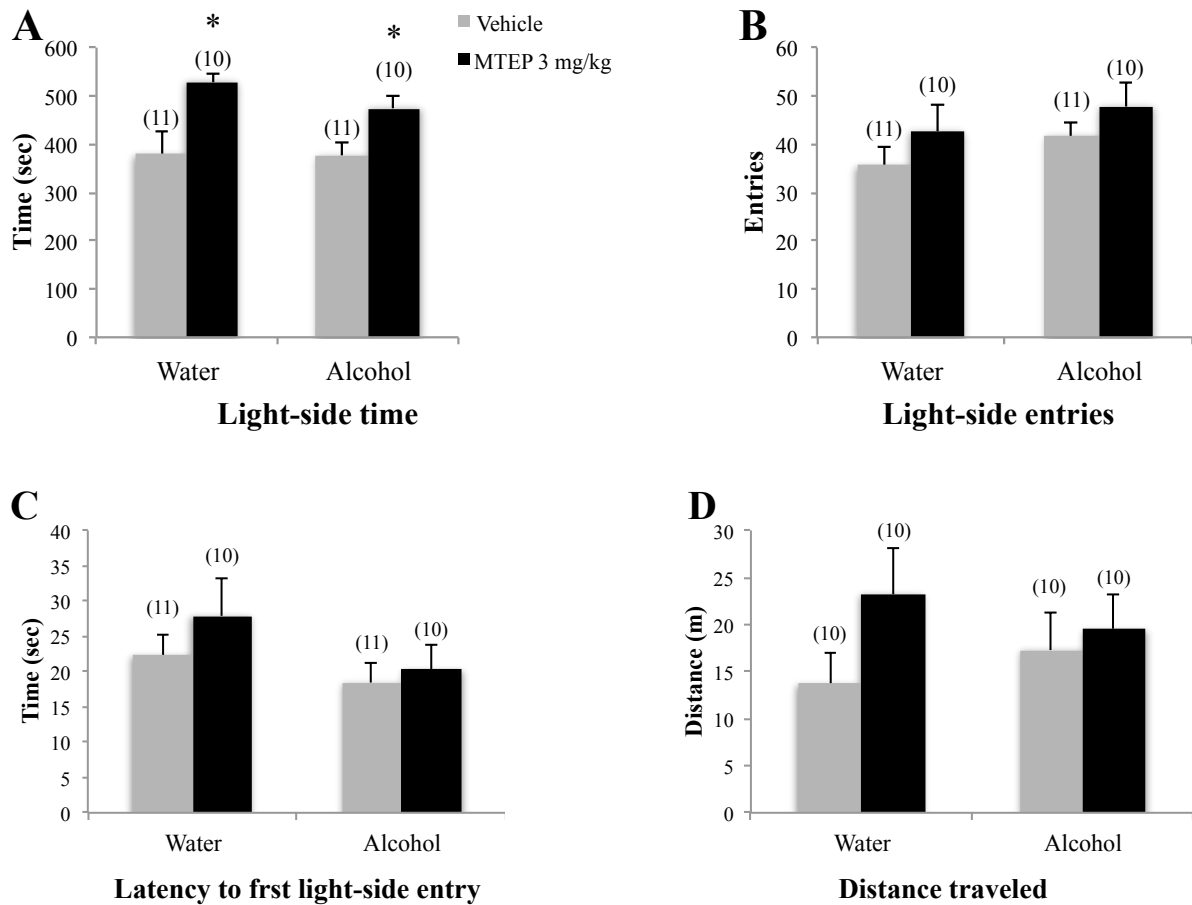 A
* *
Vehicle
MTEP 3 mg/kg
Time (sec)
600
500
400
300
200
100
0
(11) (10) (11) (10)
Water Alcohol
Light-side time
B
Entries
60
50
40
30
20
10
0
(11) (10) (11) (10)
Water Alcohol
Light-side entries
C
Time (sec)
40
35
30
25
20
15
10
5
0
(11) (10) (11) (10)
Water Alcohol
Latency to frst light-side entry
D
Distance (m)
30
25
20
15
10
5
0
(10) (10) (10) (10)
Water Alcohol
Distance traveled